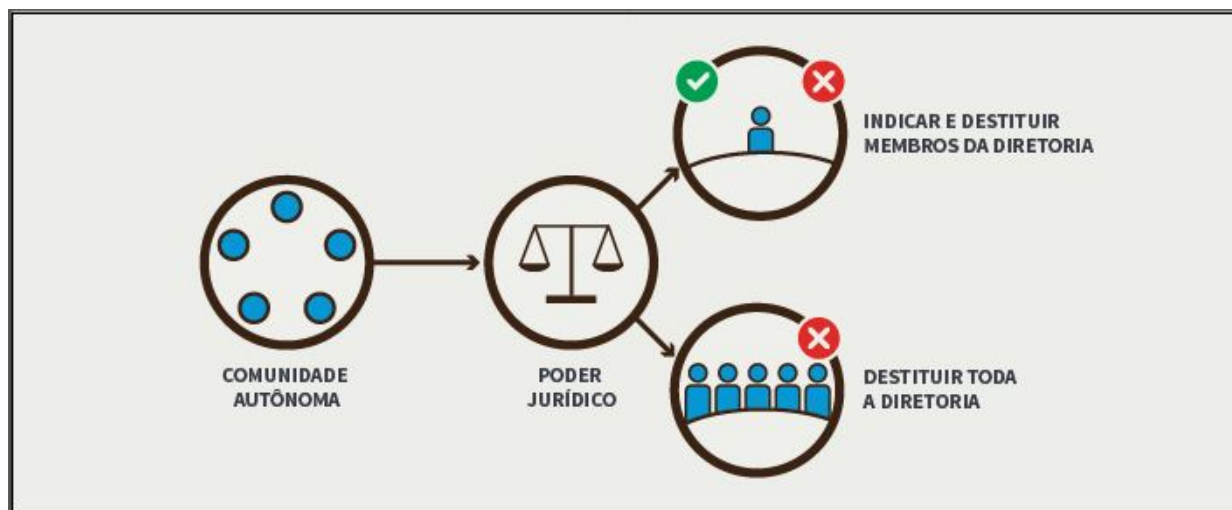 COMUNIDADE
AUTÔNOMA
PODER
JURÍDICO
INDICAR E DESTITUIR
MEMBROS DA DIRETORIA
DESTITUIR TODA
A DIRETORIA